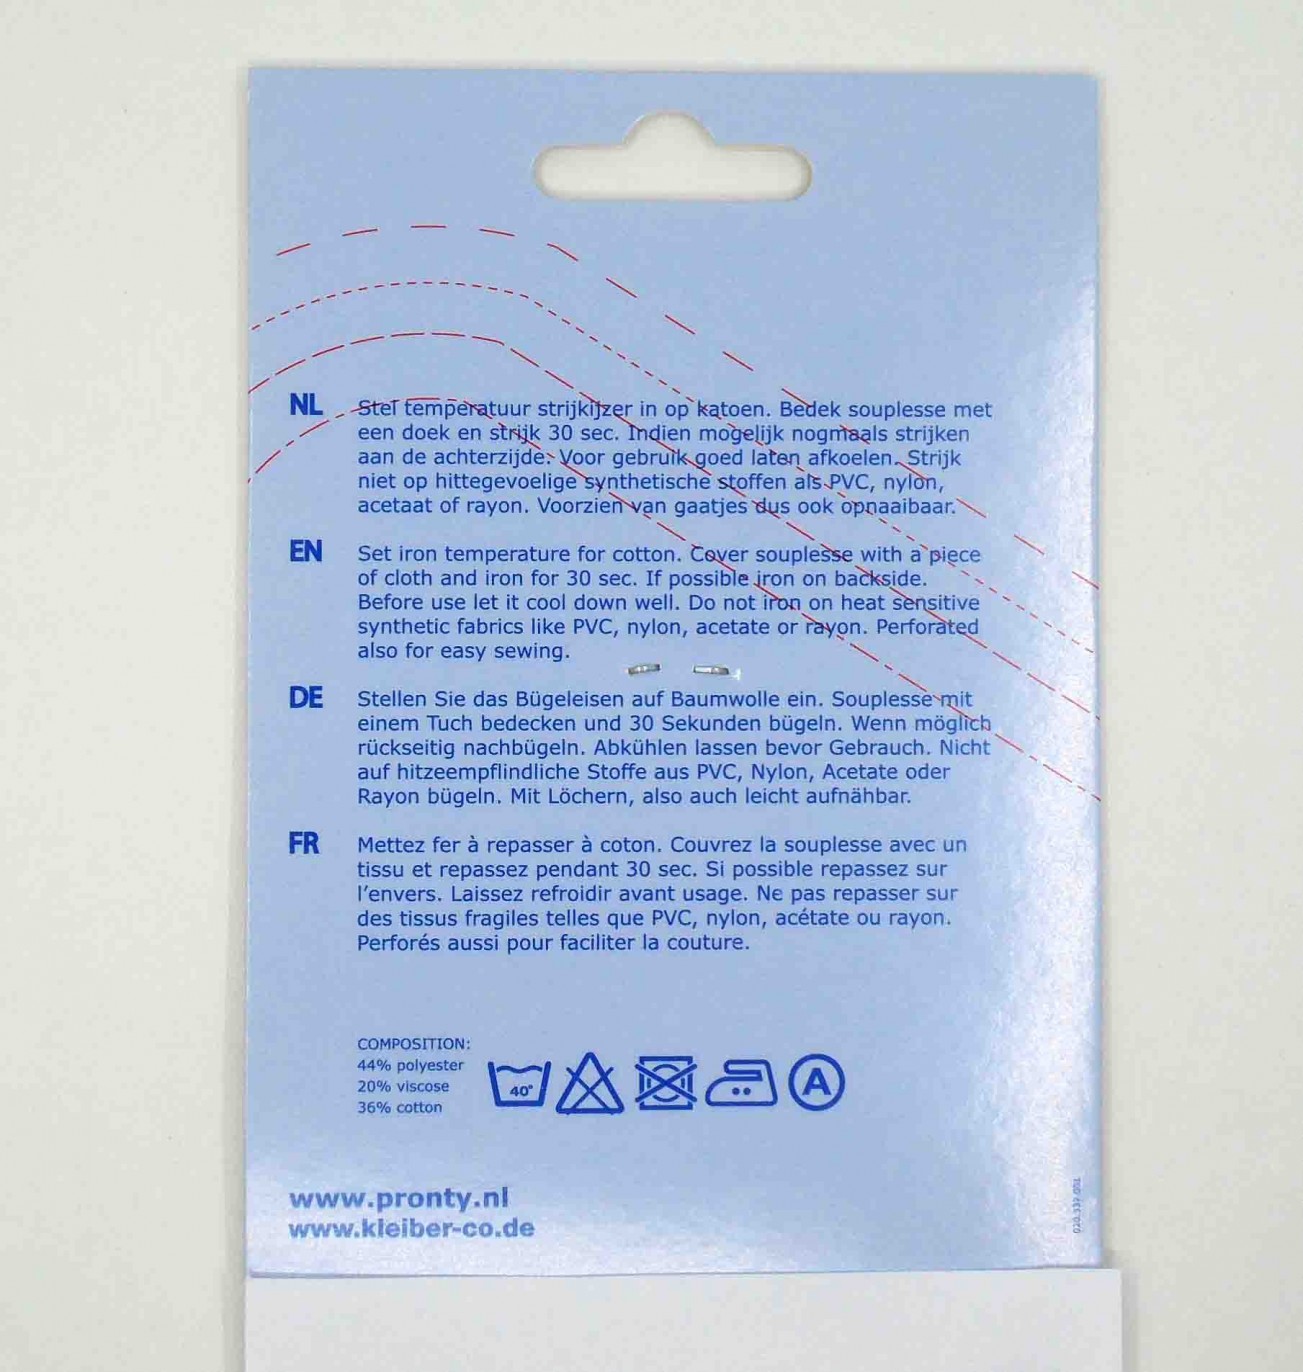 NL Stel temperatuur strijkijzer in op katoen. Bedek souplesse met
een doek en strijk 30 sec. Indien mogelijk nogmaals strijken
aan de achterzijde. Voor gebruik goed laten afkoelen. Strijk
niet op hittegevoelige synthetische stoffen als PVC, nylon,
acetaat of rayon. Voorzien van gaatjes dus ook opnaaibaar.
EN Set iron temperature for cotton. Cover souplesse with a piece
of cloth and iron for 30 sec. If possible iron on backside.
Before use let it cool down well. Do not iron on heat sensitive
synthetic fabrics like PVC, nylon, acetate or rayon. Perforated
also for easy sewing.
DE Stellen Sie das Bügeleisen auf Baumwolle ein. Souplesse mit
einem Tuch bedecken und 30 Sekunden bügeln. Wenn möglich
rückseitig nachbügeln. Abkühlen lassen bevor Gebrauch. Nicht
auf hitzeempflindliche Stoffe aus PVC, Nylon, Acetate oder
Rayon bügeln. Mit Löchern, also auch leicht aufnähbar.
FR Mettez fer à repasser à coton. Couvrez la souplesse avec un
tissu et repassez pendant 30 sec. Si possible repassez sur
l'envers. Laissez refroidir avant usage. Ne pas repasser sur
des tissus fragiles telles que PVC, nylon, acétate ou rayon.
Perforés aussi pour faciliter la couture.
COMPOSITION:
44% polyester
20% viscose
36% cotton
40° A
www.pronty.nl
www.kleiber-co.de